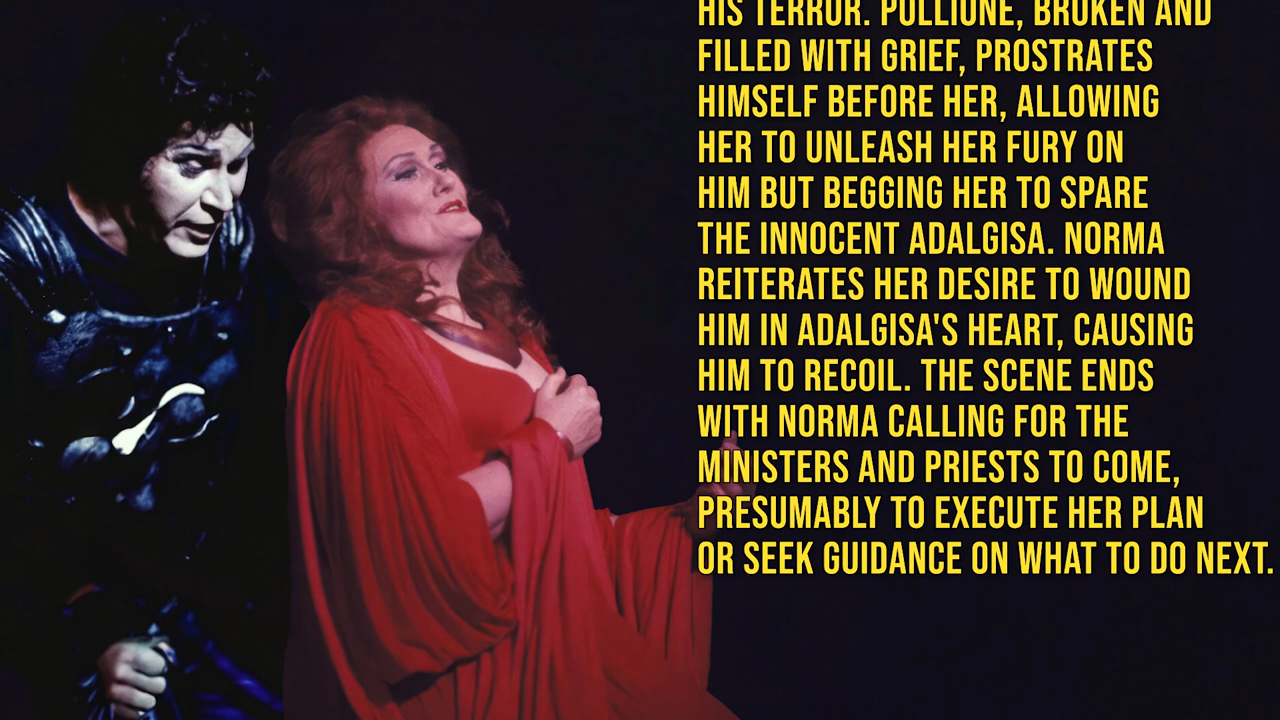 HIS TERROR. POLLIONE, BROKEN AND
FILLED WITH GRIEF, PROSTRATES
HIMSELF BEFORE HER, ALLOWING
HER TO UNLEASH HER FURY ON
HIM BUT BEGGING HER TO SPARE
THE INNOCENT ADALGISA. NORMA
REITERATES HER DESIRE TO WOUND
HIM IN ADALGISA'S HEART, CAUSING
HIM TO RECOIL. THE SCENE ENDS
WITH NORMA CALLING FOR THE
MINISTERS AND PRIESTS TO COME,
PRESUMABLY TO EXECUTE HER PLAN
OR SEEK GUIDANCE ON WHAT TO DO NEXT.